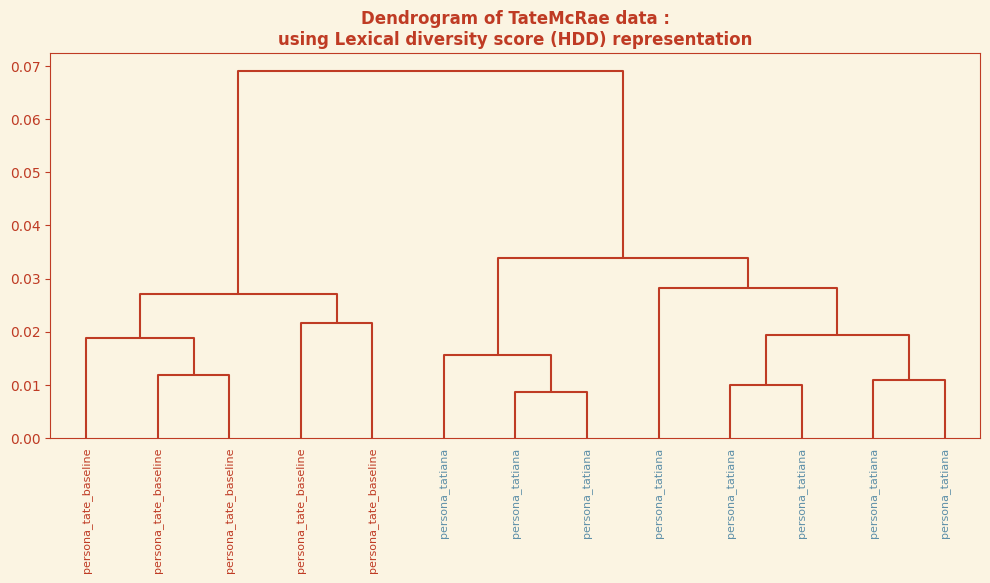 Dendrogram of TateMcRae data :
using Lexical diversity score (HDD) representation
0.07
0.06
0.05
0.04
0.03
0.02
0.01
0.00
persona_tate_baseline
persona_tate_baseline
persona_tate_baseline
persona_tate_baseline
persona_tate_baseline
persona_tatiana
persona_tatiana
persona_tatiana
persona_tatiana
persona_tatiana
persona_tatiana
persona_tatiana
persona_tatiana